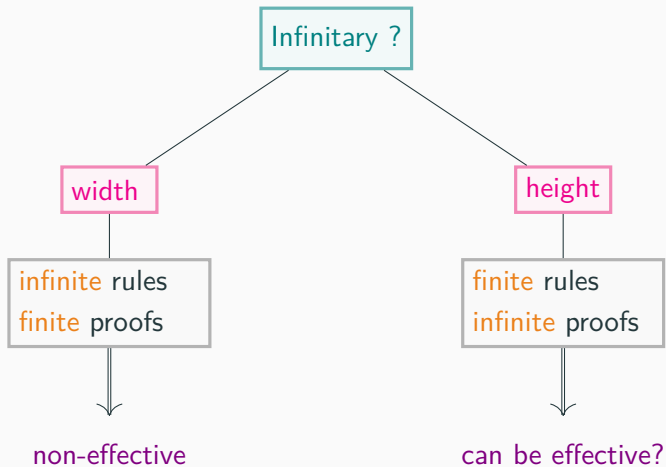 Infinitary ?
width
height
infinite rules
finite proofs
finite rules
infinite proofs
non-effective
can be effective?